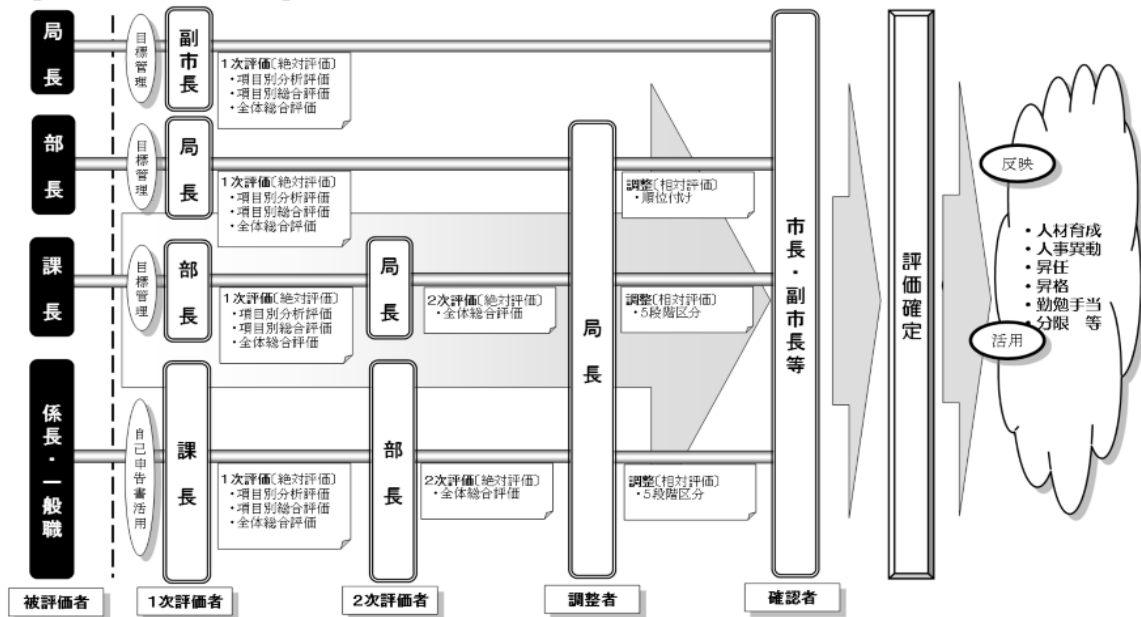 局長
目標管理
副市長
1次評価〔絶対評価〕
・項目別分析評価
・項目別総合評価
・全体総合評価
部長
目標管理
局長
1次評価〔絶対評価〕
・項目別分析評価
・項目別総合評価
・全体総合評価
調整〔相対評価〕
・順位付け
課長
目標管理
部長
1次評価〔絶対評価〕
・項目別分析評価
・項目別総合評価
・全体総合評価
局長
2次評価〔絶対評価〕
・全体総合評価
調整〔相対評価〕
・5段階区分
係長・一般職
自己申告書活用
課長
1次評価〔絶対評価〕
・項目別分析評価
・項目別総合評価
・全体総合評価
部長
2次評価〔絶対評価〕
・全体総合評価
局長
調整〔相対評価〕
・5段階区分
市長・副市長等
評価確定
反映
・人材育成
・人事異動
・昇任
・昇格
・勤勉手当
・分限 等
活用
被評価者
1次評価者
2次評価者
調整者
確認者